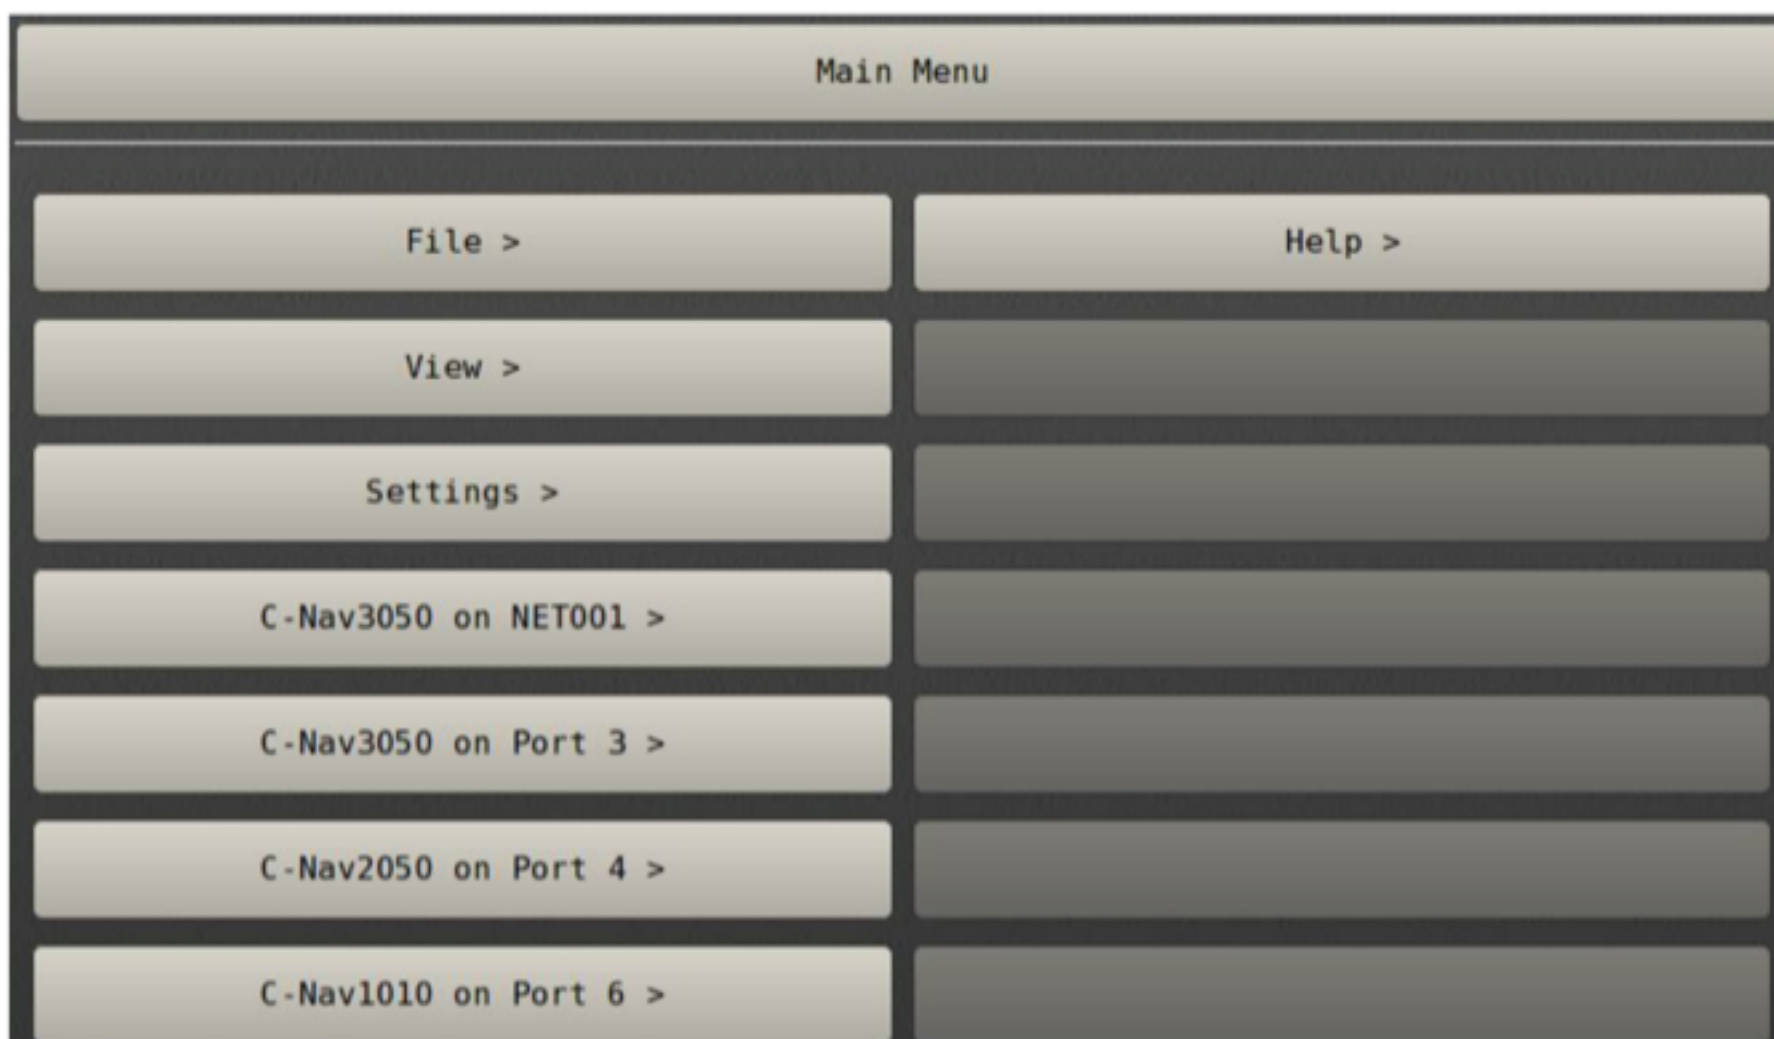 Main Menu
File >
Help >
View >
Settings >
C-Nav3050 on NET001 >
C-Nav3050 on Port 3 >
C-Nav2050 on Port 4 >
C-Nav1010 on Port 6 >